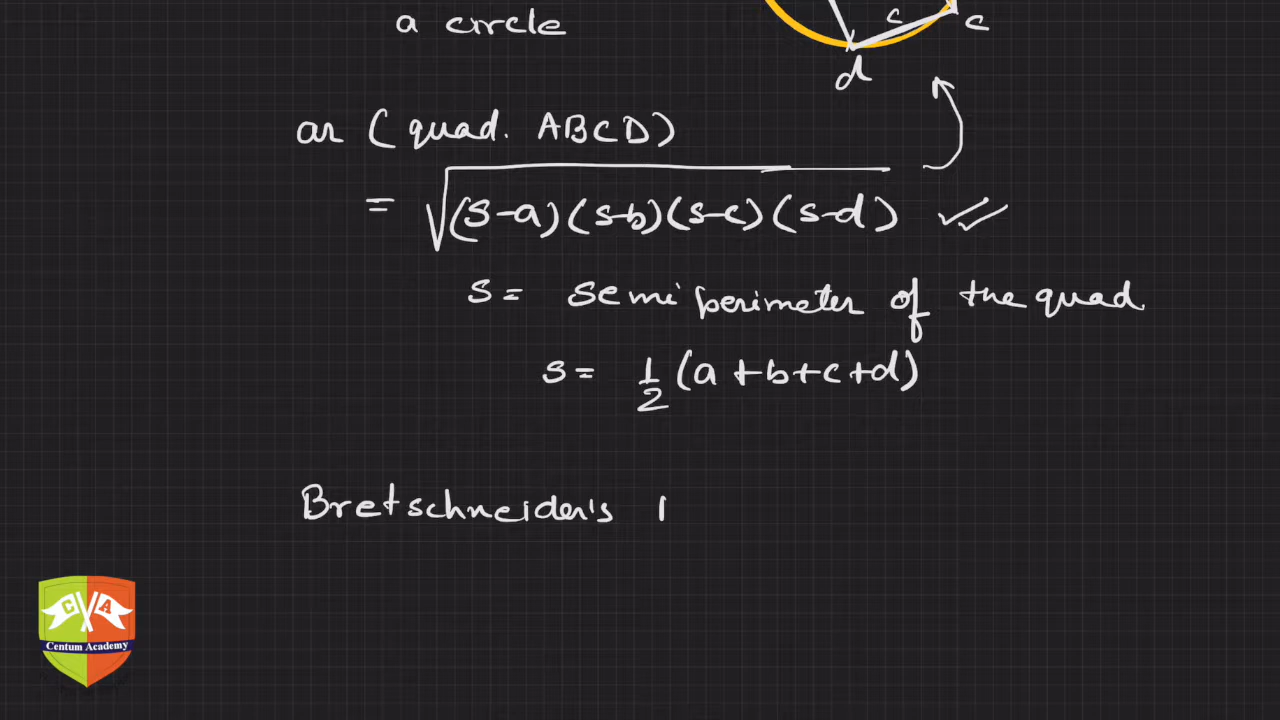 a circle
c
c
d
ar (quad. ABCD)
= √(s-a)(s-b)(s-c)(s-d)
s = semi perimeter of the quad.
s = 1/2 (a+b+c+d)
Bretschneider's
C A
Centum Academy